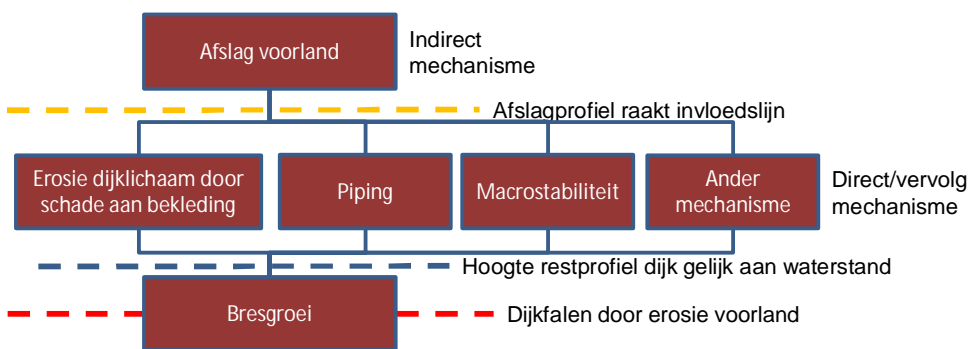 Afslag voorland
Indirect
mechanisme
Afslagprofiel raakt invloedslijn
Erosie dijklichaam door
schade aan bekleding
Piping
Macrostabiliteit
Ander
mechanisme
Direct/vervolg
mechanisme
Hoogte restprofiel dijk gelijk aan waterstand
Bresgroei
Dijkfalen door erosie voorland